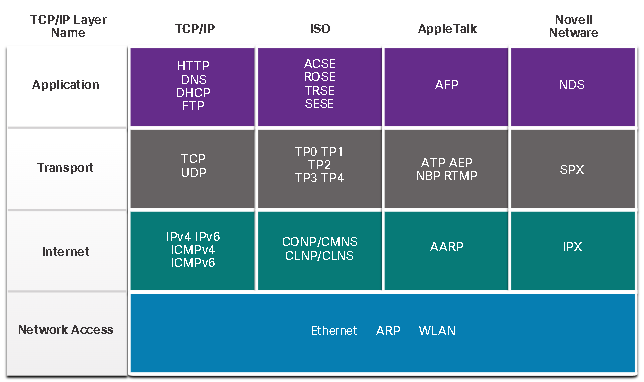 TCP/IP Layer
Name
TCP/IP
ISO
AppleTalk
Novell
Netware
Application
HTTP
DNS
DHCP
FTP
ACSE
ROSE
TRSE
SESE
AFP
NDS
Transport
TCP
UDP
TP0 TP1
TP2
TP3 TP4
ATP AEP
NBP RTMP
SPX
Internet
IPv4 IPv6
ICMPv4
ICMPv6
CONP/CMNS
CLNP/CLNS
AARP
IPX
Network Access
Ethernet ARP WLAN